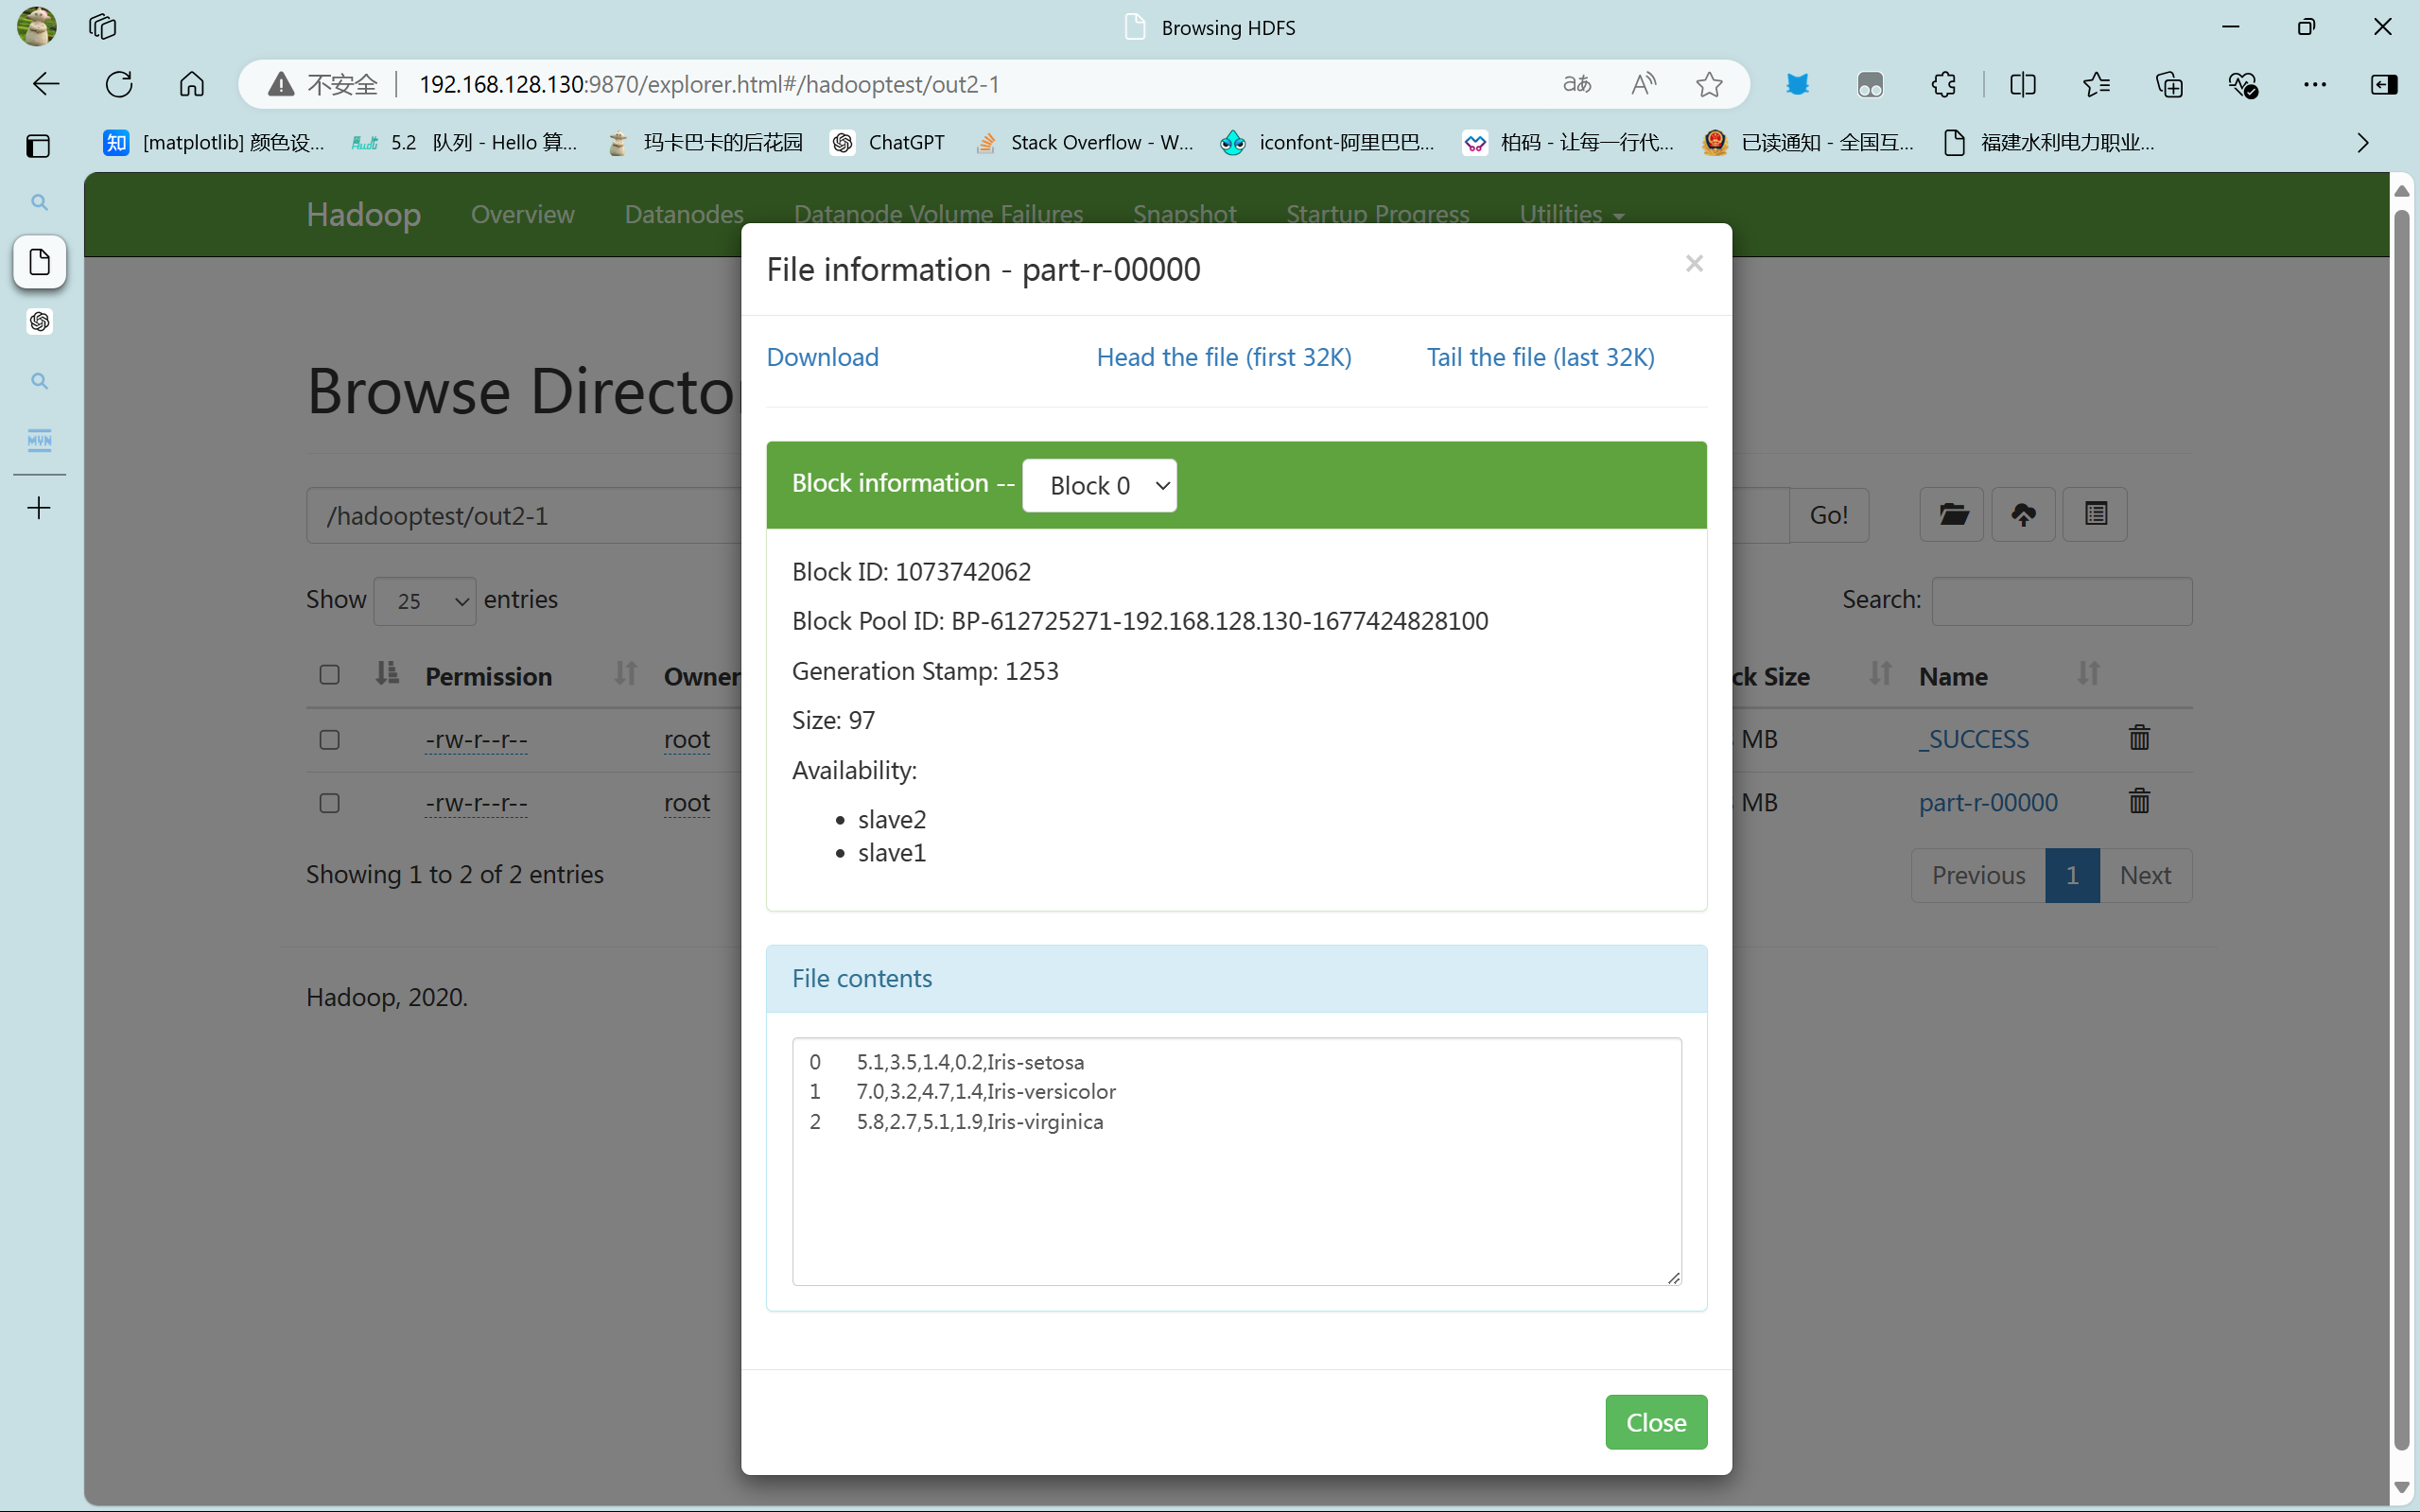 Browsing HDFS
不安全 192.168.128.130:9870/explorer.html#/hadooptest/out2-1
[matplotlib] 颜色设... 5.2 队列 - Hello 算... 玛卡巴卡的后花园 ChatGPT Stack Overflow - W... iconfont-阿里巴巴... 柏码 - 让每一行代... 已读通知 - 全国互... 福建水利电力职业...
Hadoop Overview Datanodes Datanode Volume Failures Snapshot Startup Progress Utilities
File information - part-r-00000 ×
Download Head the file (first 32K) Tail the file (last 32K)
Browse Directo
Block information -- Block 0
/hadooptest/out2-1 Go!
Block ID: 1073742062
Show 25 entries Search:
Block Pool ID: BP-612725271-192.168.128.130-1677424828100
Generation Stamp: 1253
Permission Owner ck Size Name
Size: 97
-rw-r--r-- root MB _SUCCESS
Availability:
-rw-r--r-- root MB part-r-00000
slave2
slave1
Showing 1 to 2 of 2 entries Previous 1 Next
File contents
Hadoop, 2020.
0 5.1,3.5,1.4,0.2,Iris-setosa
1 7.0,3.2,4.7,1.4,Iris-versicolor
2 5.8,2.7,5.1,1.9,Iris-virginica
Close